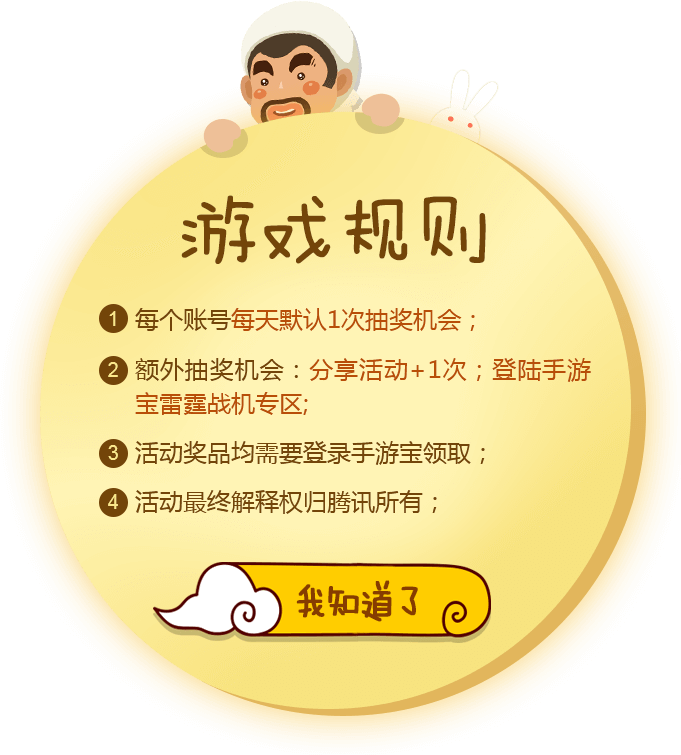 游戏规则
1 每个账号每天默认1次抽奖机会；
2 额外抽奖机会：分享活动+1次；登陆手游
宝雷霆战机专区;
3 活动奖品均需要登录手游宝领取；
4 活动最终解释权归腾讯所有；
我知道了